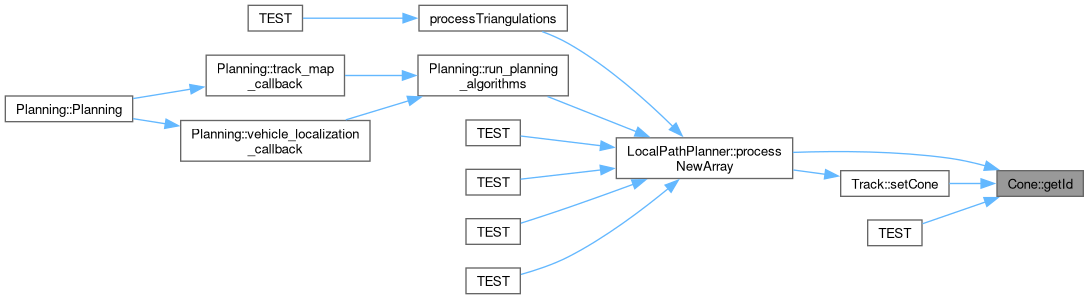 TEST
processTriangulations
Planning::track_map
_callback
Planning::run_planning
_algorithms
Planning::Planning
Planning::vehicle_localization
_callback
TEST
LocalPathPlanner::process
NewArray
TEST
Track::setCone
Cone::getId
TEST
TEST
TEST